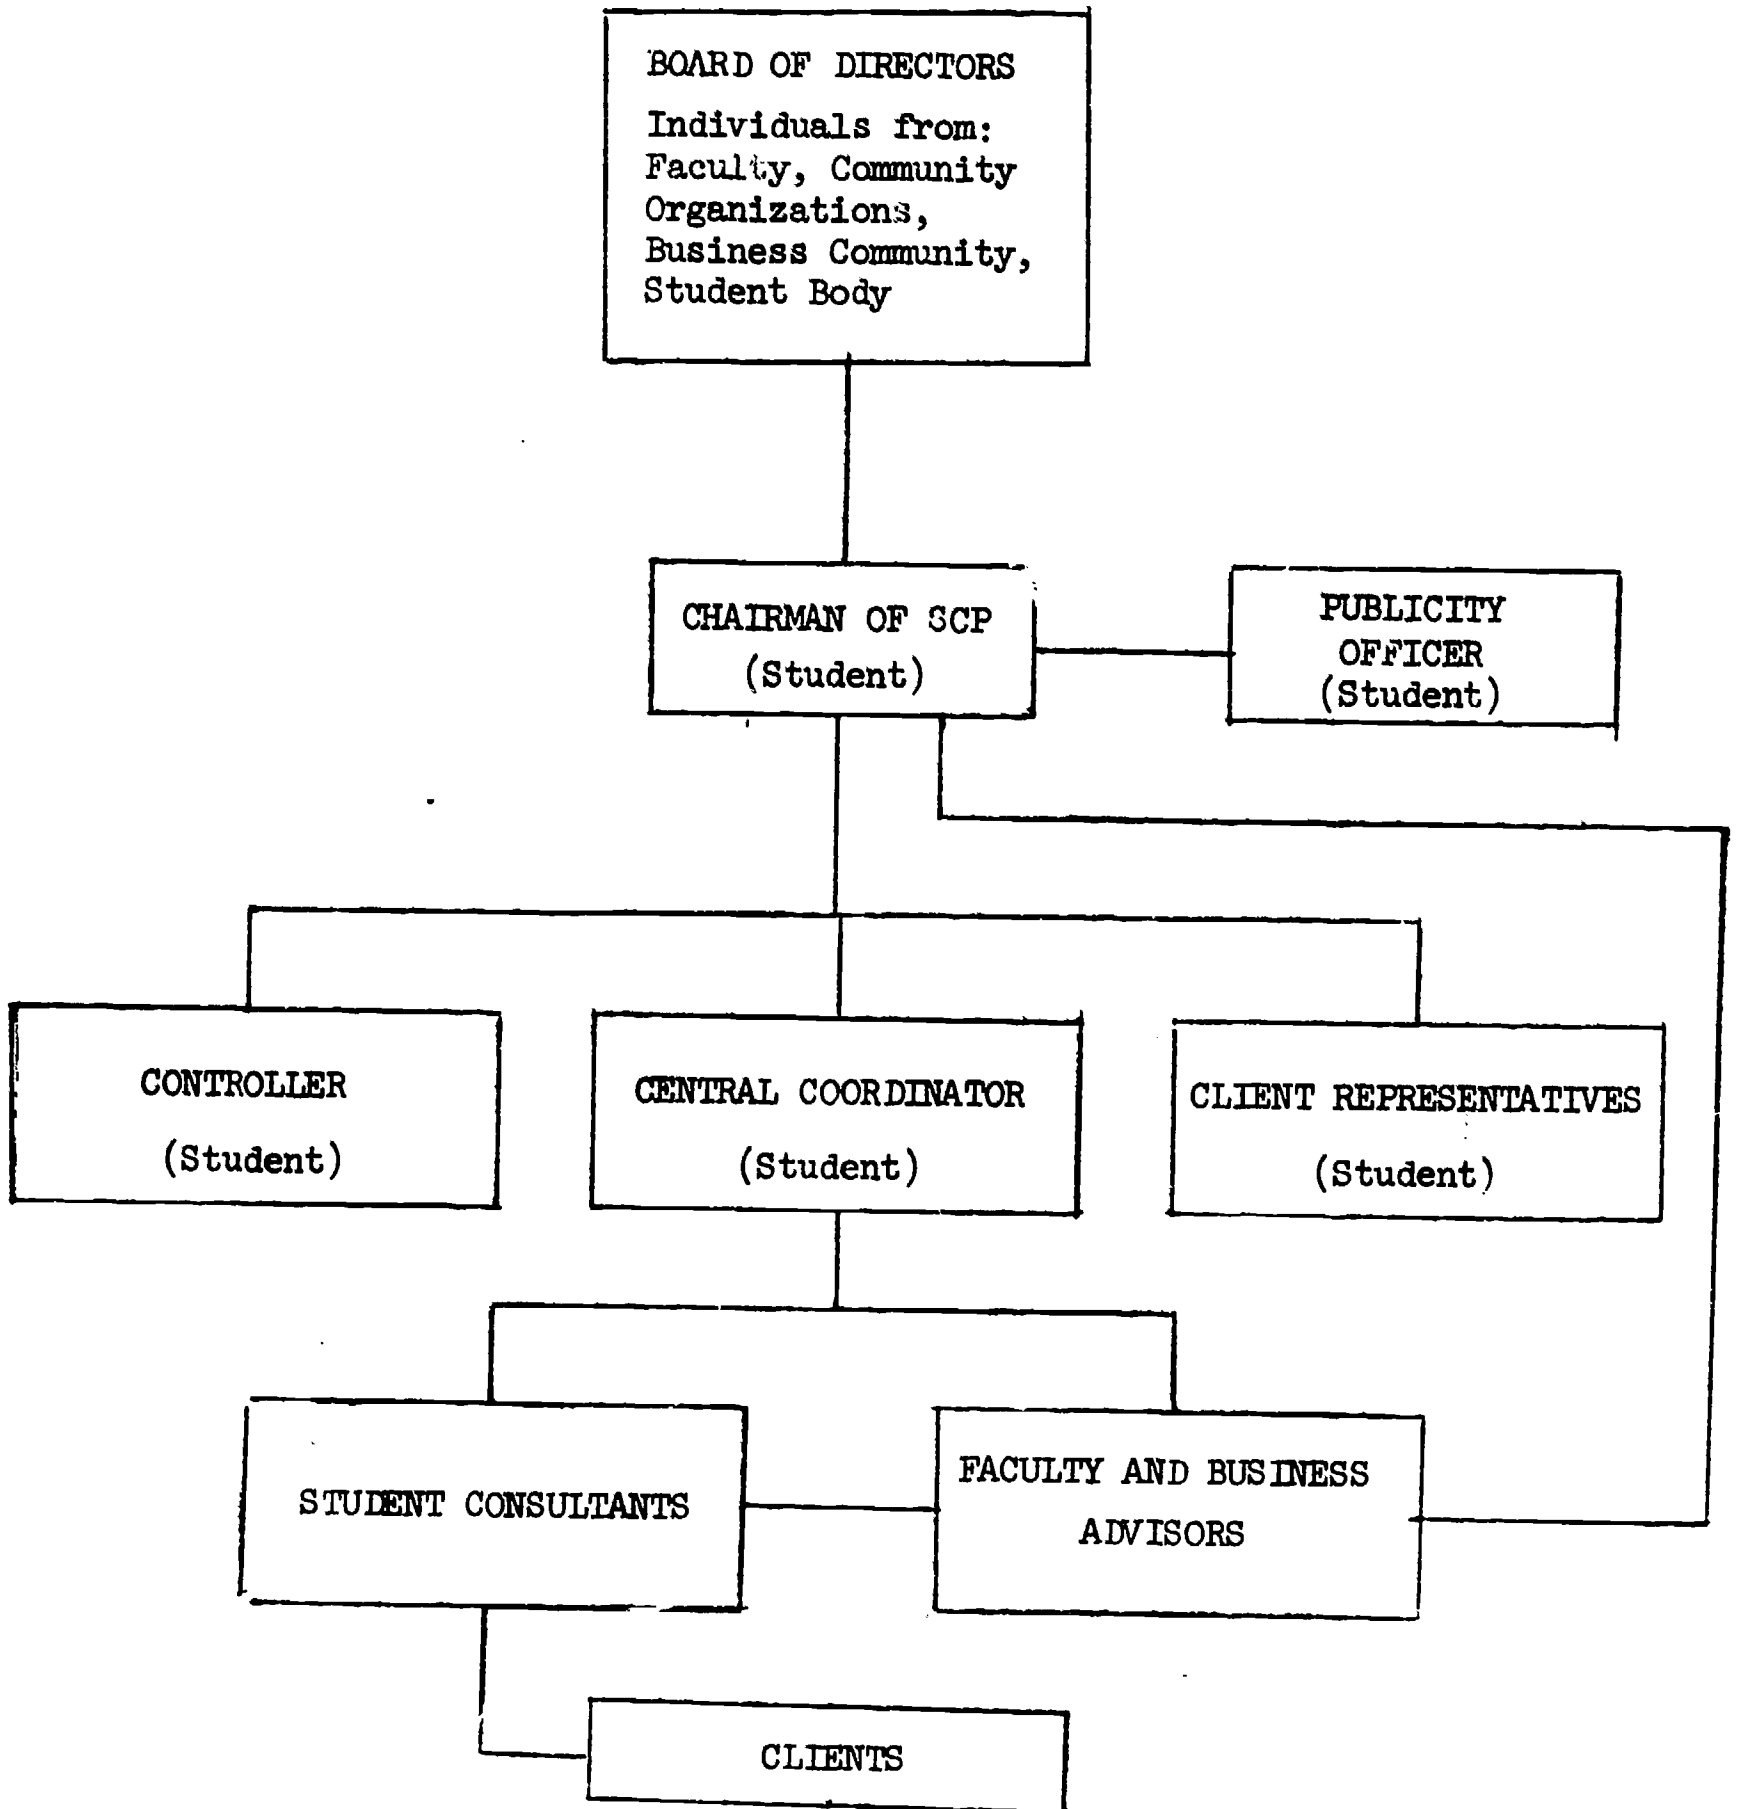 BOARD OF DIRECTORS
Individuals from:
Faculty, Community
Organizations,
Business Community,
Student Body
CHAIRMAN OF SCP
(Student)
PUBLICITY
OFFICER
(Student)
CONTROLLER
(Student)
CENTRAL COORDINATOR
(Student)
CLIENT REPRESENTATIVES
(Student)
STUDENT CONSULTANTS
FACULTY AND BUSINESS
ADVISORS
CLIENTS